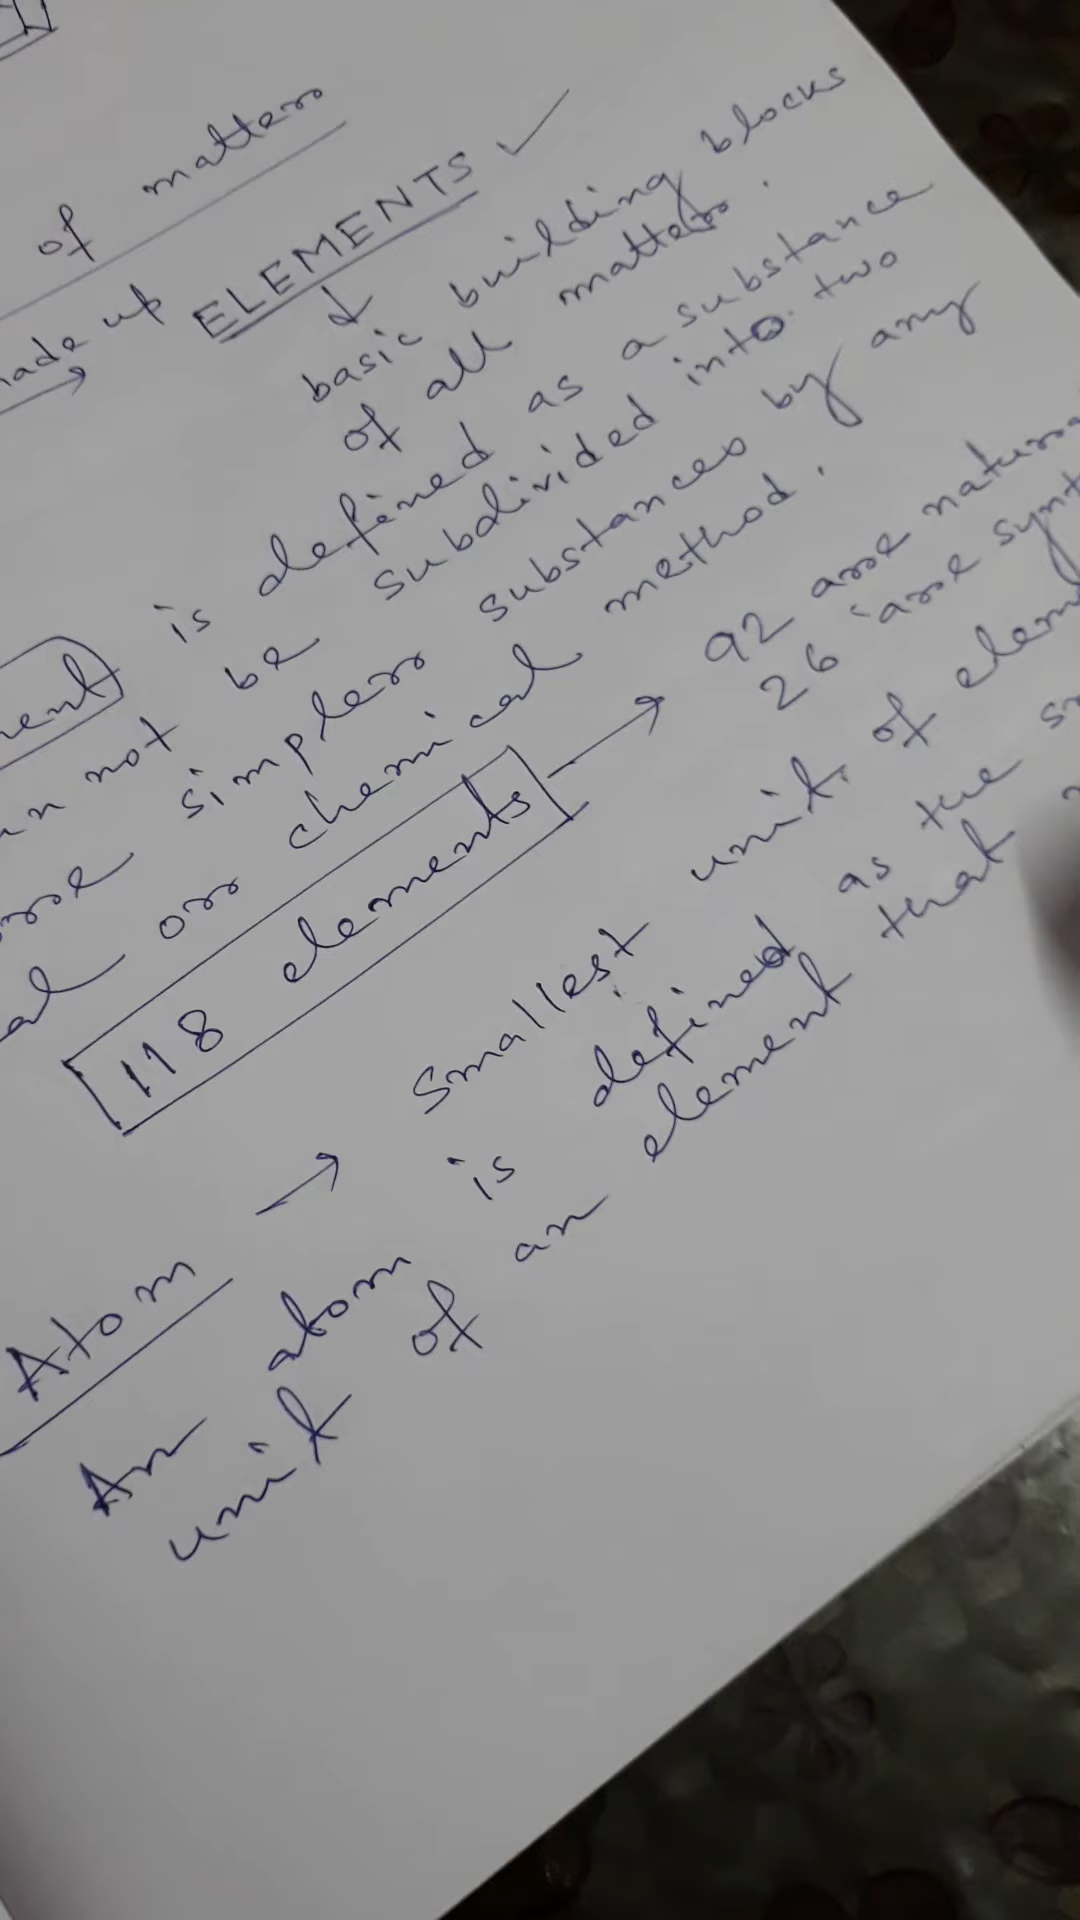 of matter
made up → ELEMENTS ✓
↓
basic building blocks
of all matter.
is defined as a substance
not be subdivided into two
simpler substances by any
or chemical method.
118 elements → 92 are
26 are
Atom → Smallest unit of
An atom is defined as the
unit of an element that